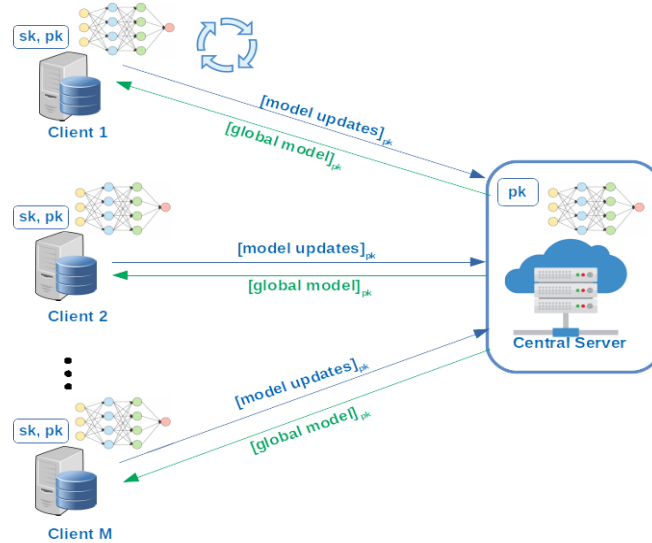 sk, pk
Client 1
[model updates]pk
[global model]pk
sk, pk
Client 2
[model updates]pk
[global model]pk
pk
Central Server
sk, pk
Client M
[model updates]pk
[global model]pk